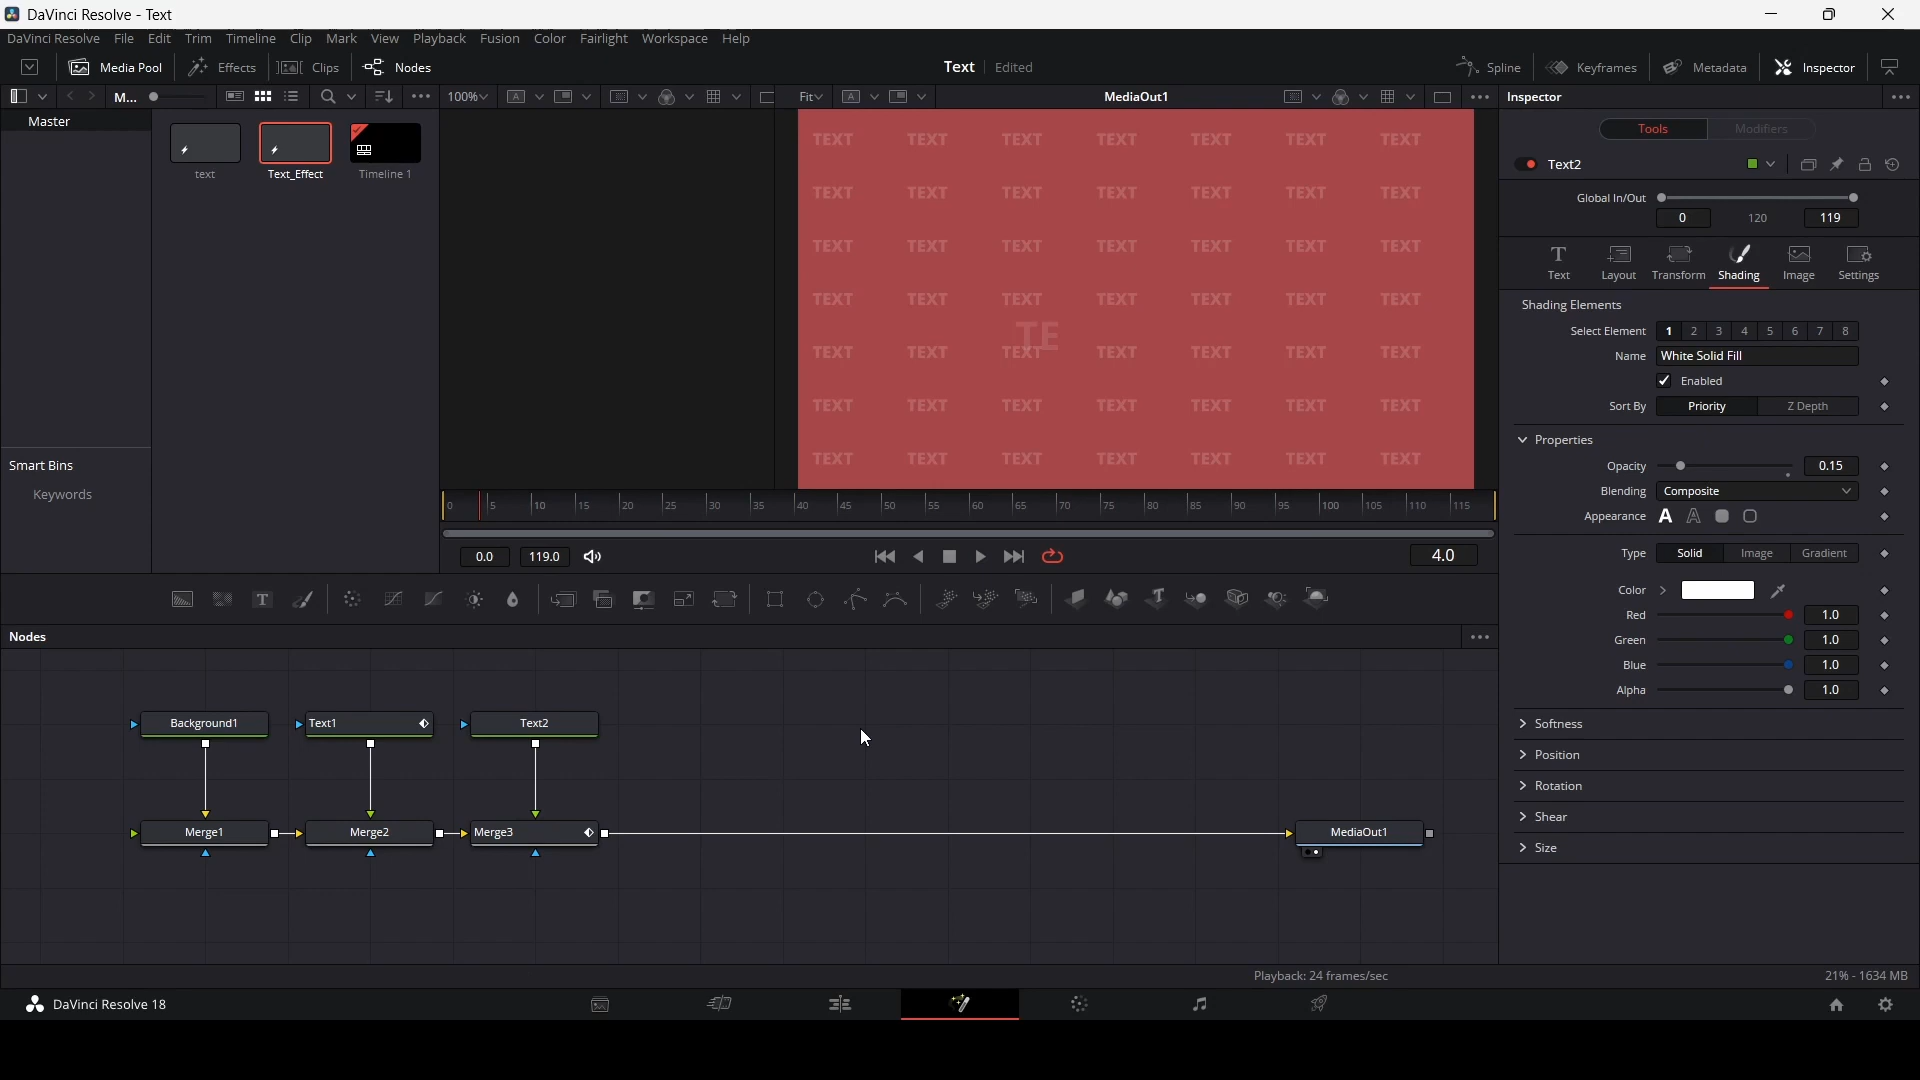 DaVinci Resolve - Text
DaVinci Resolve File Edit Trim Timeline Clip Mark View Playback Fusion Color Fairlight Workspace Help
Media Pool Effects Clips Nodes Text Edited Spline Keyframes Metadata Inspector
M... 100% Fit MediaOut1 Inspector
Master
text Text_Effect Timeline 1
Smart Bins
Keywords
TEXT TEXT TEXT TEXT TEXT TEXT TEXT
TEXT TEXT TEXT TEXT TEXT TEXT TEXT
TEXT TEXT TEXT TEXT TEXT TEXT TEXT
TEXT TEXT TEXT TEXT TEXT TEXT TEXT
TE
TEXT TEXT TEXT TEXT TEXT TEXT TEXT
TEXT TEXT TEXT TEXT TEXT TEXT TEXT
TEXT TEXT TEXT TEXT TEXT TEXT TEXT
0 5 10 15 20 25 30 35 40 45 50 55 60 65 70 75 80 85 90 95 100 105 110 115
0.0 119.0 4.0
Tools Modifiers
Text2
Global In/Out
0 120 119
Text Layout Transform Shading Image Settings
Shading Elements
Select Element 1 2 3 4 5 6 7 8
Name White Solid Fill
Enabled
Sort By Priority Z Depth
Properties
Opacity 0.15
Blending Composite
Appearance A A
Type Solid Image Gradient
Color
Red 1.0
Green 1.0
Blue 1.0
Alpha 1.0
Softness
Position
Rotation
Shear
Size
Nodes
Background1 Text1 Text2
Merge1 Merge2 Merge3 MediaOut1
Playback: 24 frames/sec 21% - 1634 MB
DaVinci Resolve 18